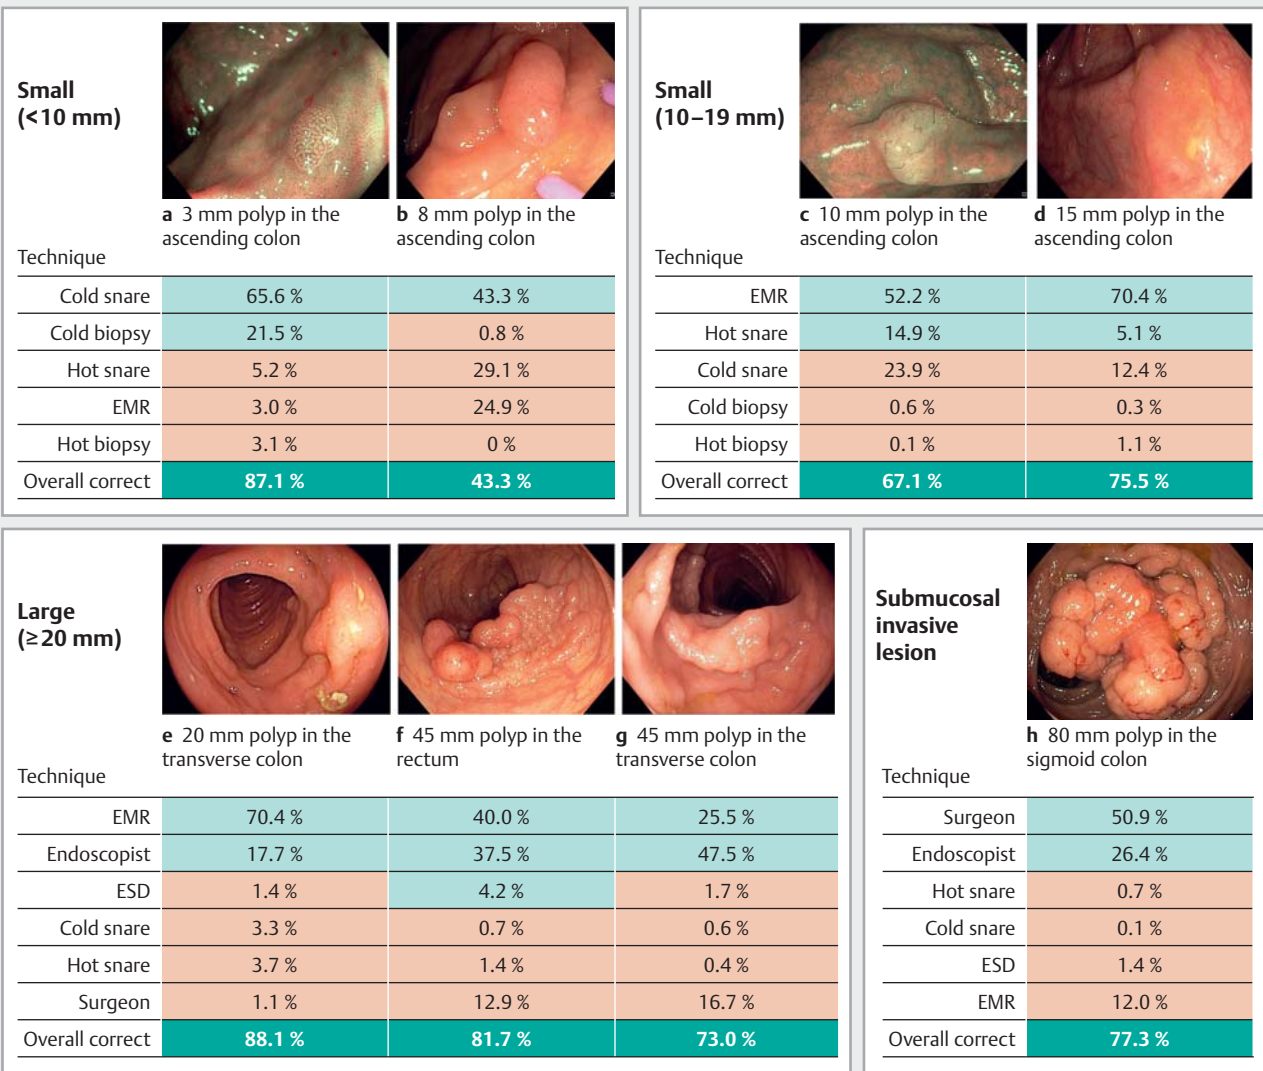 Small
(<10 mm)
a 3 mm polyp in the
ascending colon
b 8 mm polyp in the
ascending colon
Technique
Cold snare 65.6 % 43.3 %
Cold biopsy 21.5 % 0.8 %
Hot snare 5.2 % 29.1 %
EMR 3.0 % 24.9 %
Hot biopsy 3.1 % 0 %
Overall correct 87.1 % 43.3 %
Small
(10–19 mm)
c 10 mm polyp in the
ascending colon
d 15 mm polyp in the
ascending colon
Technique
EMR 52.2 % 70.4 %
Hot snare 14.9 % 5.1 %
Cold snare 23.9 % 12.4 %
Cold biopsy 0.6 % 0.3 %
Hot biopsy 0.1 % 1.1 %
Overall correct 67.1 % 75.5 %
Large
(≥20 mm)
e 20 mm polyp in the
transverse colon
f 45 mm polyp in the
rectum
g 45 mm polyp in the
transverse colon
Technique
EMR 70.4 % 40.0 % 25.5 %
Endoscopist 17.7 % 37.5 % 47.5 %
ESD 1.4 % 4.2 % 1.7 %
Cold snare 3.3 % 0.7 % 0.6 %
Hot snare 3.7 % 1.4 % 0.4 %
Surgeon 1.1 % 12.9 % 16.7 %
Overall correct 88.1 % 81.7 % 73.0 %
Submucosal
invasive
lesion
h 80 mm polyp in the
sigmoid colon
Technique
Surgeon 50.9 %
Endoscopist 26.4 %
Hot snare 0.7 %
Cold snare 0.1 %
ESD 1.4 %
EMR 12.0 %
Overall correct 77.3 %